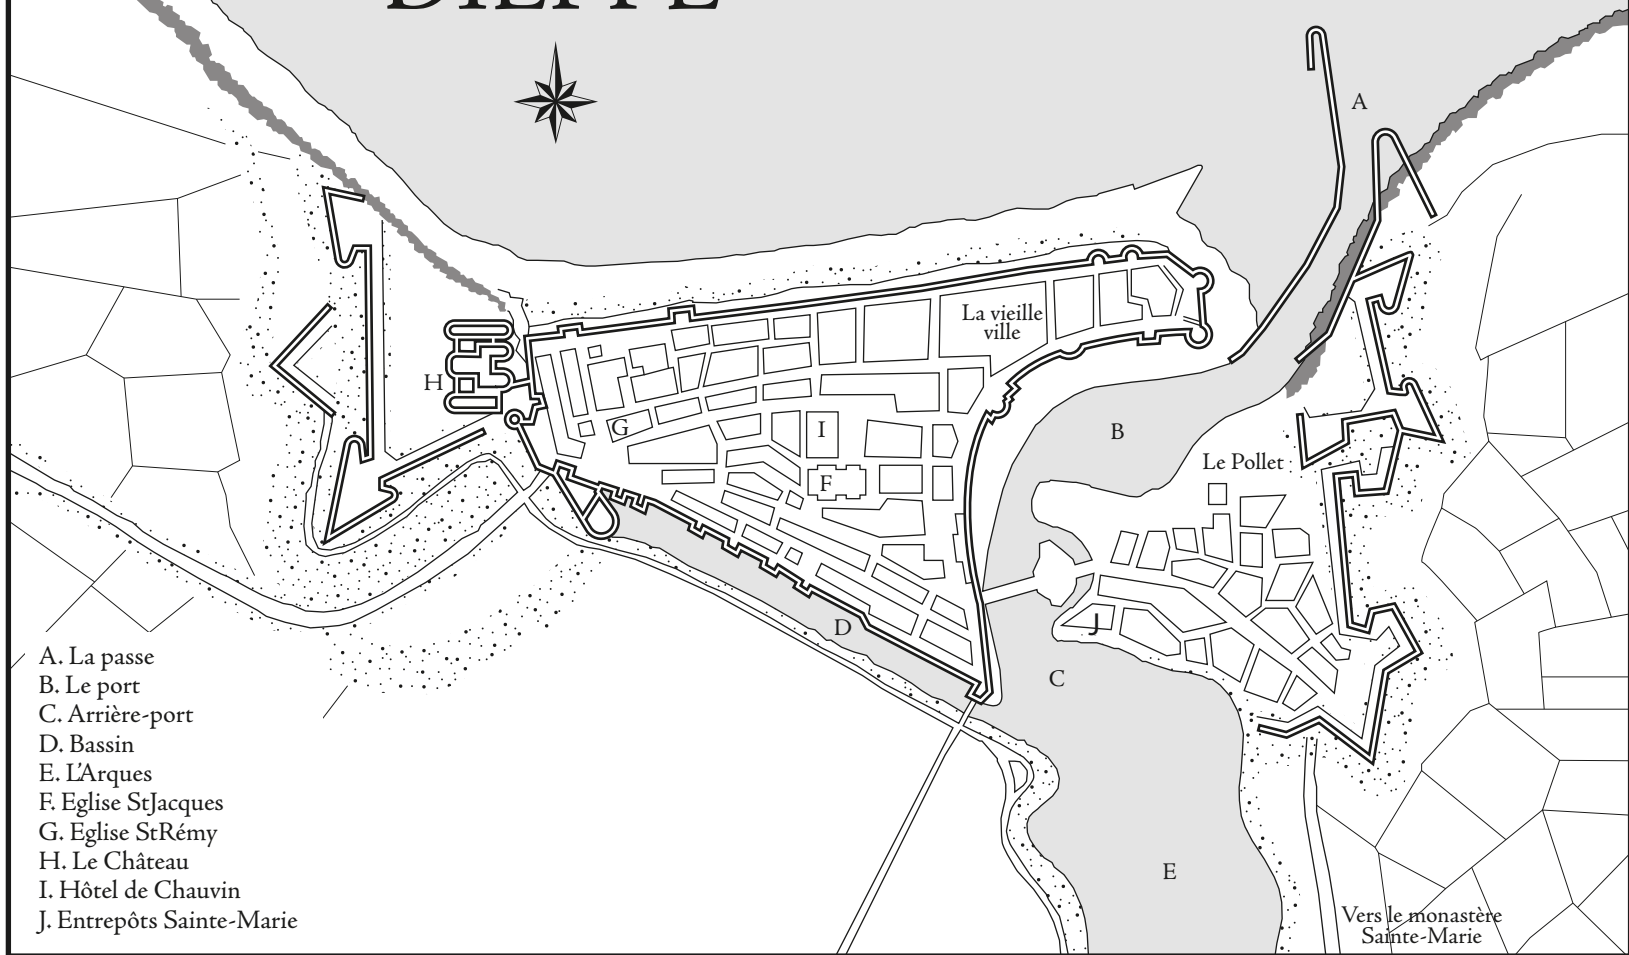 DIEPPE
A
La vieille
ville
H
G
I
B
F
Le Pollet
D
J
C
E
A. La passe
B. Le port
C. Arrière-port
D. Bassin
E. L'Arques
F. Eglise StJacques
G. Eglise StRémy
H. Le Château
I. Hôtel de Chauvin
J. Entrepôts Sainte-Marie
Vers le monastère
Sainte-Marie